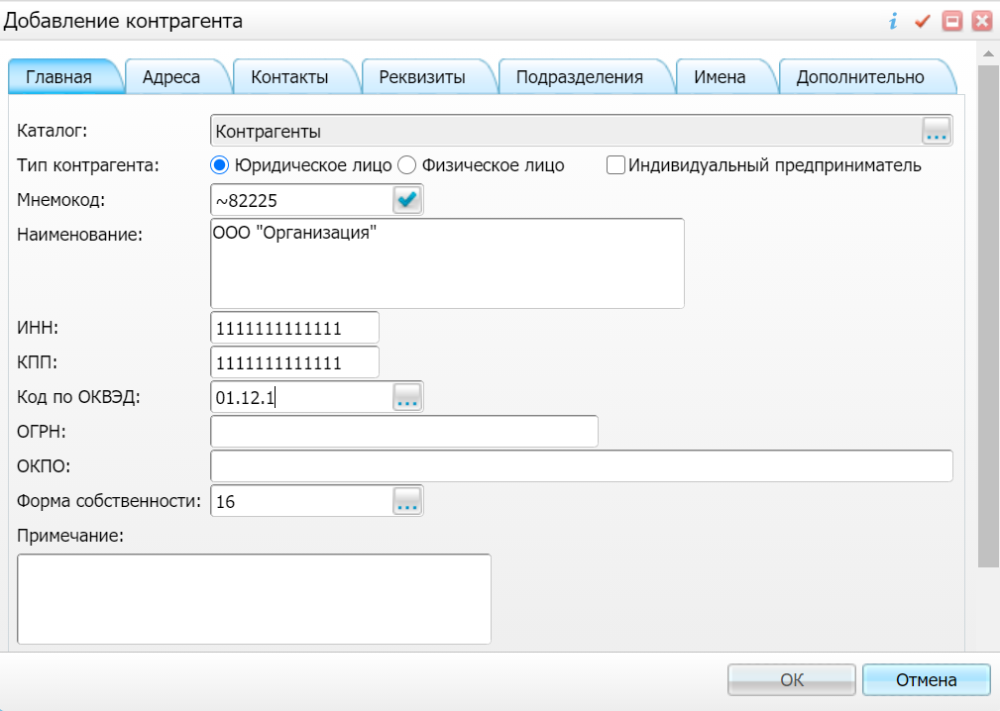 Добавление контрагента
Главная Адреса Контакты Реквизиты Подразделения Имена Дополнительно
Каталог: Контрагенты ...
Тип контрагента: Юридическое лицо Физическое лицо Индивидуальный предприниматель
Мнемокод: ~82225
Наименование: ООО "Организация"
ИНН: 1111111111111
КПП: 1111111111111
Код по ОКВЭД: 01.12.1 ...
ОГРН:
ОКПО:
Форма собственности: 16 ...
Примечание:
ОК Отмена